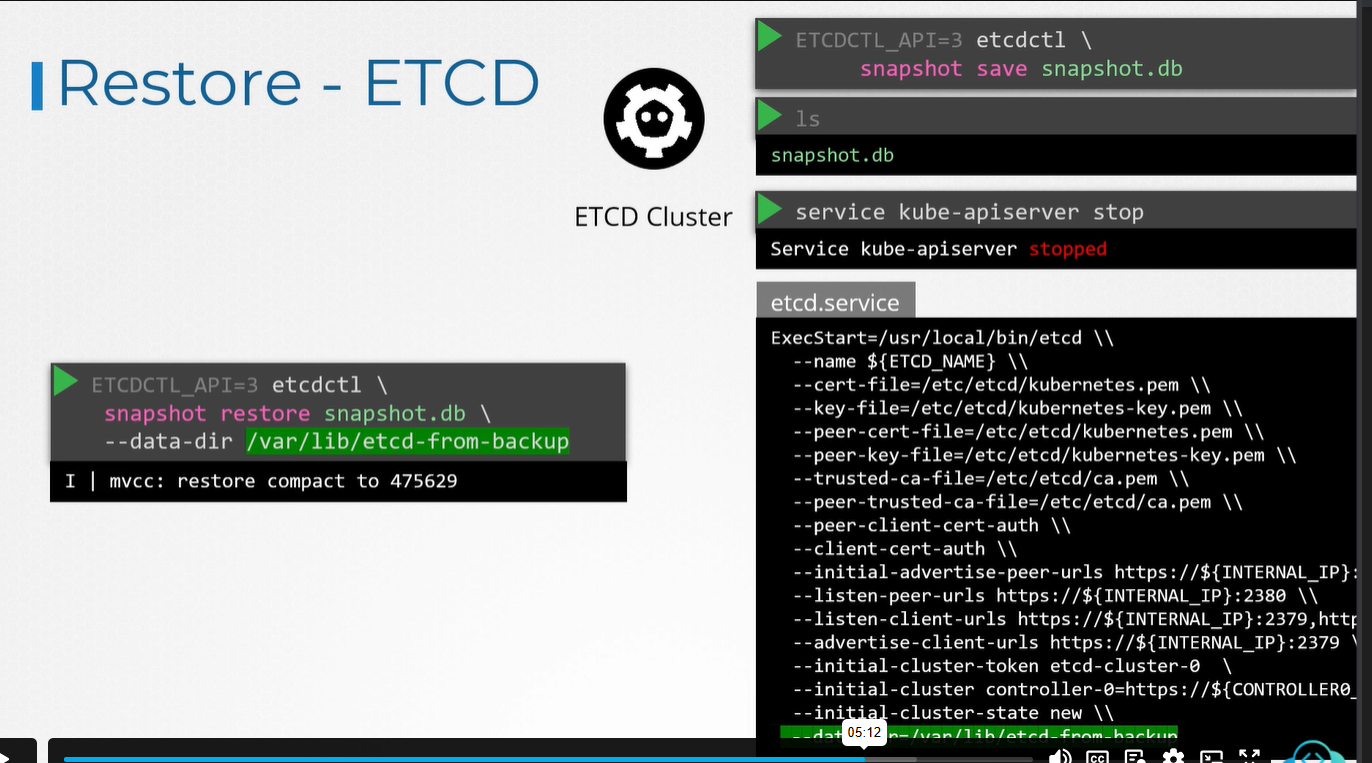 Restore - ETCD
ETCD Cluster
ETCDCTL_API=3 etcdctl \
snapshot save snapshot.db
ls
snapshot.db
service kube-apiserver stop
Service kube-apiserver stopped
etcd.service
ExecStart=/usr/local/bin/etcd \\
--name ${ETCD_NAME} \\
--cert-file=/etc/etcd/kubernetes.pem \\
--key-file=/etc/etcd/kubernetes-key.pem \\
--peer-cert-file=/etc/etcd/kubernetes.pem \\
--peer-key-file=/etc/etcd/kubernetes-key.pem \\
--trusted-ca-file=/etc/etcd/ca.pem \\
--peer-trusted-ca-file=/etc/etcd/ca.pem \\
--peer-client-cert-auth \\
--client-cert-auth \\
--initial-advertise-peer-urls https://${INTERNAL_IP}:
--listen-peer-urls https://${INTERNAL_IP}:2380 \\
--listen-client-urls https://${INTERNAL_IP}:2379,http
--advertise-client-urls https://${INTERNAL_IP}:2379 \
--initial-cluster-token etcd-cluster-0 \
--initial-cluster controller-0=https://${CONTROLLER0_
--initial-cluster-state new \\
/var/lib/etcd-from-backup
ETCDCTL_API=3 etcdctl \
snapshot restore snapshot.db \
--data-dir /var/lib/etcd-from-backup
I | mvcc: restore compact to 475629
05:12
CC